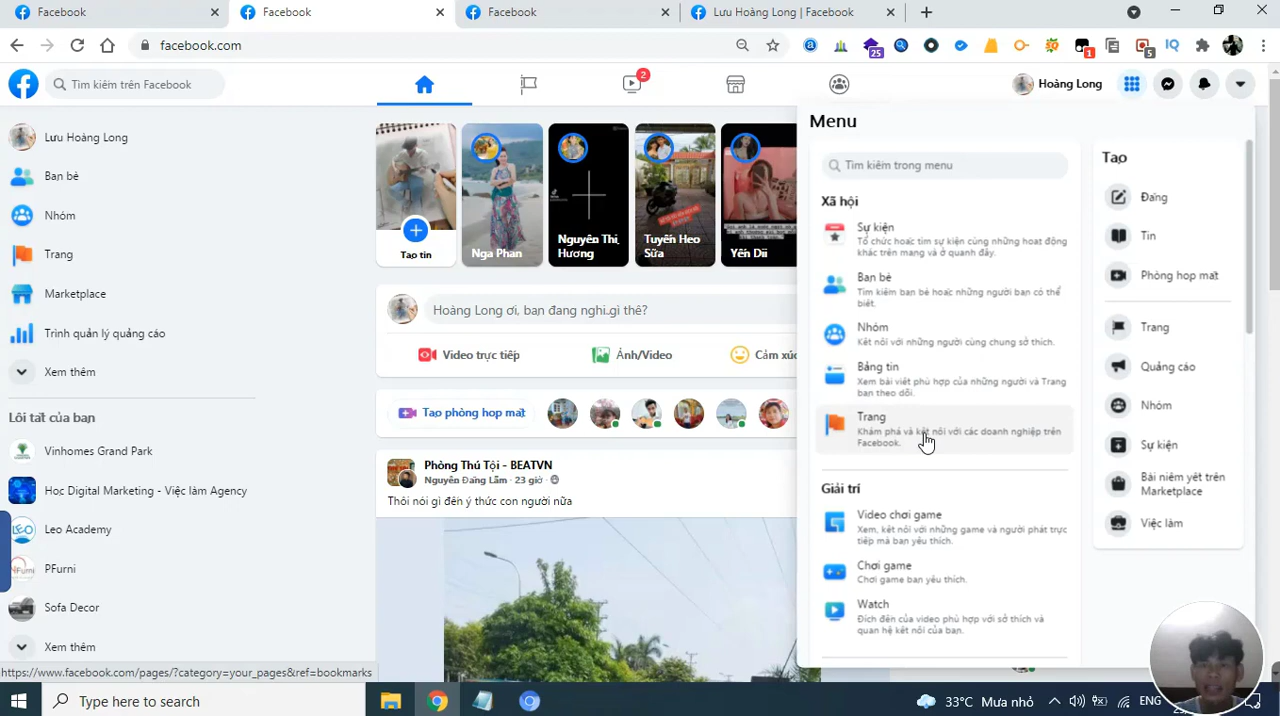 Facebook
Facebook
Facebook
Lưu Hoàng Long | Facebook
facebook.com
25
1
5
Tìm kiếm trên Facebook
2
Hoàng Long
Lưu Hoàng Long
Bạn bè
Nhóm
Trang
Marketplace
Trình quản lý quảng cáo
Xem thêm
Lối tắt của bạn
Vinhomes Grand Park
Học Digital Marketing - Việc làm Agency
Leo Academy
PFurni
Sofa Decor
Xem thêm
https://www.facebook.com/pages/?category=your_pages&ref=bookmarks
Tạo tin
Nga Phan
Nguyễn Thị
Hương
Tuyển Heo
Sữa
Yến Dii
Hoàng Long ơi, bạn đang nghĩ gì thế?
Video trực tiếp
Ảnh/Video
Cảm xúc
Tạo phòng họp mặt
Phòng Thú Tội - BEATVN
Nguyễn Đăng Lãm · 23 giờ ·
Thôi nói gì đến ý thức con người nữa
Menu
Tìm kiếm trong menu
Xã hội
Sự kiện
Tổ chức hoặc tìm sự kiện cùng những hoạt động
khác trên mạng và ở quanh đây.
Bạn bè
Tìm kiếm bạn bè hoặc những người bạn có thể
biết.
Nhóm
Kết nối với những người cùng chung sở thích.
Bảng tin
Xem bài viết phù hợp của những người và Trang
bạn theo dõi.
Trang
Khám phá và kết nối với các doanh nghiệp trên
Facebook.
Giải trí
Video chơi game
Xem, kết nối với những game và người phát trực
tiếp mà bạn yêu thích.
Chơi game
Chơi game bạn yêu thích.
Watch
Đích đến của video phù hợp với sở thích và
quan hệ kết nối của bạn.
Tạo
Đăng
Tin
Phòng họp mặt
Trang
Quảng cáo
Nhóm
Sự kiện
Bài niêm yết trên
Marketplace
Việc làm
Type here to search
33°C Mưa nhỏ
ENG